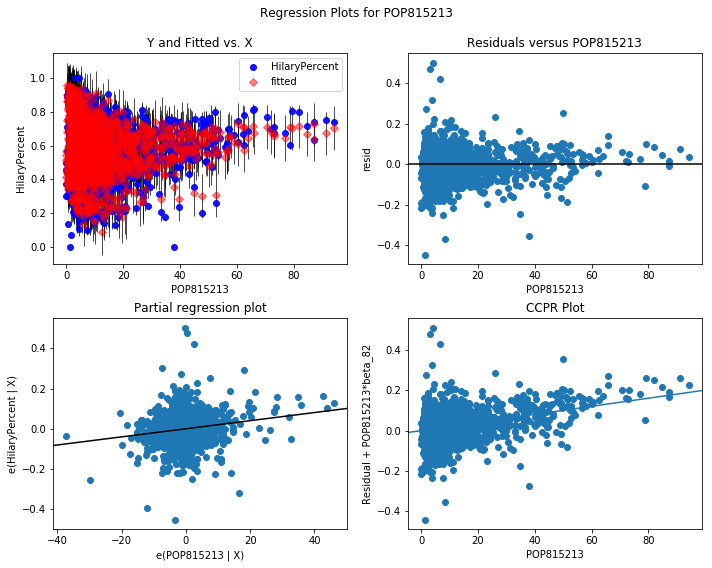 Regression Plots for POP815213
Y and Fitted vs. X
HilaryPercent
fitted
HilaryPercent
1.0
0.8
0.6
0.4
0.2
0.0
0
20
40
60
80
POP815213
Residuals versus POP815213
resid
0.4
0.2
0.0
−0.2
−0.4
0
20
40
60
80
POP815213
Partial regression plot
e(HilaryPercent | X)
0.4
0.2
0.0
−0.2
−0.4
−40
−20
0
20
40
e(POP815213 | X)
CCPR Plot
Residual + POP815213*beta_82
0.4
0.2
0.0
−0.2
−0.4
0
20
40
60
80
POP815213